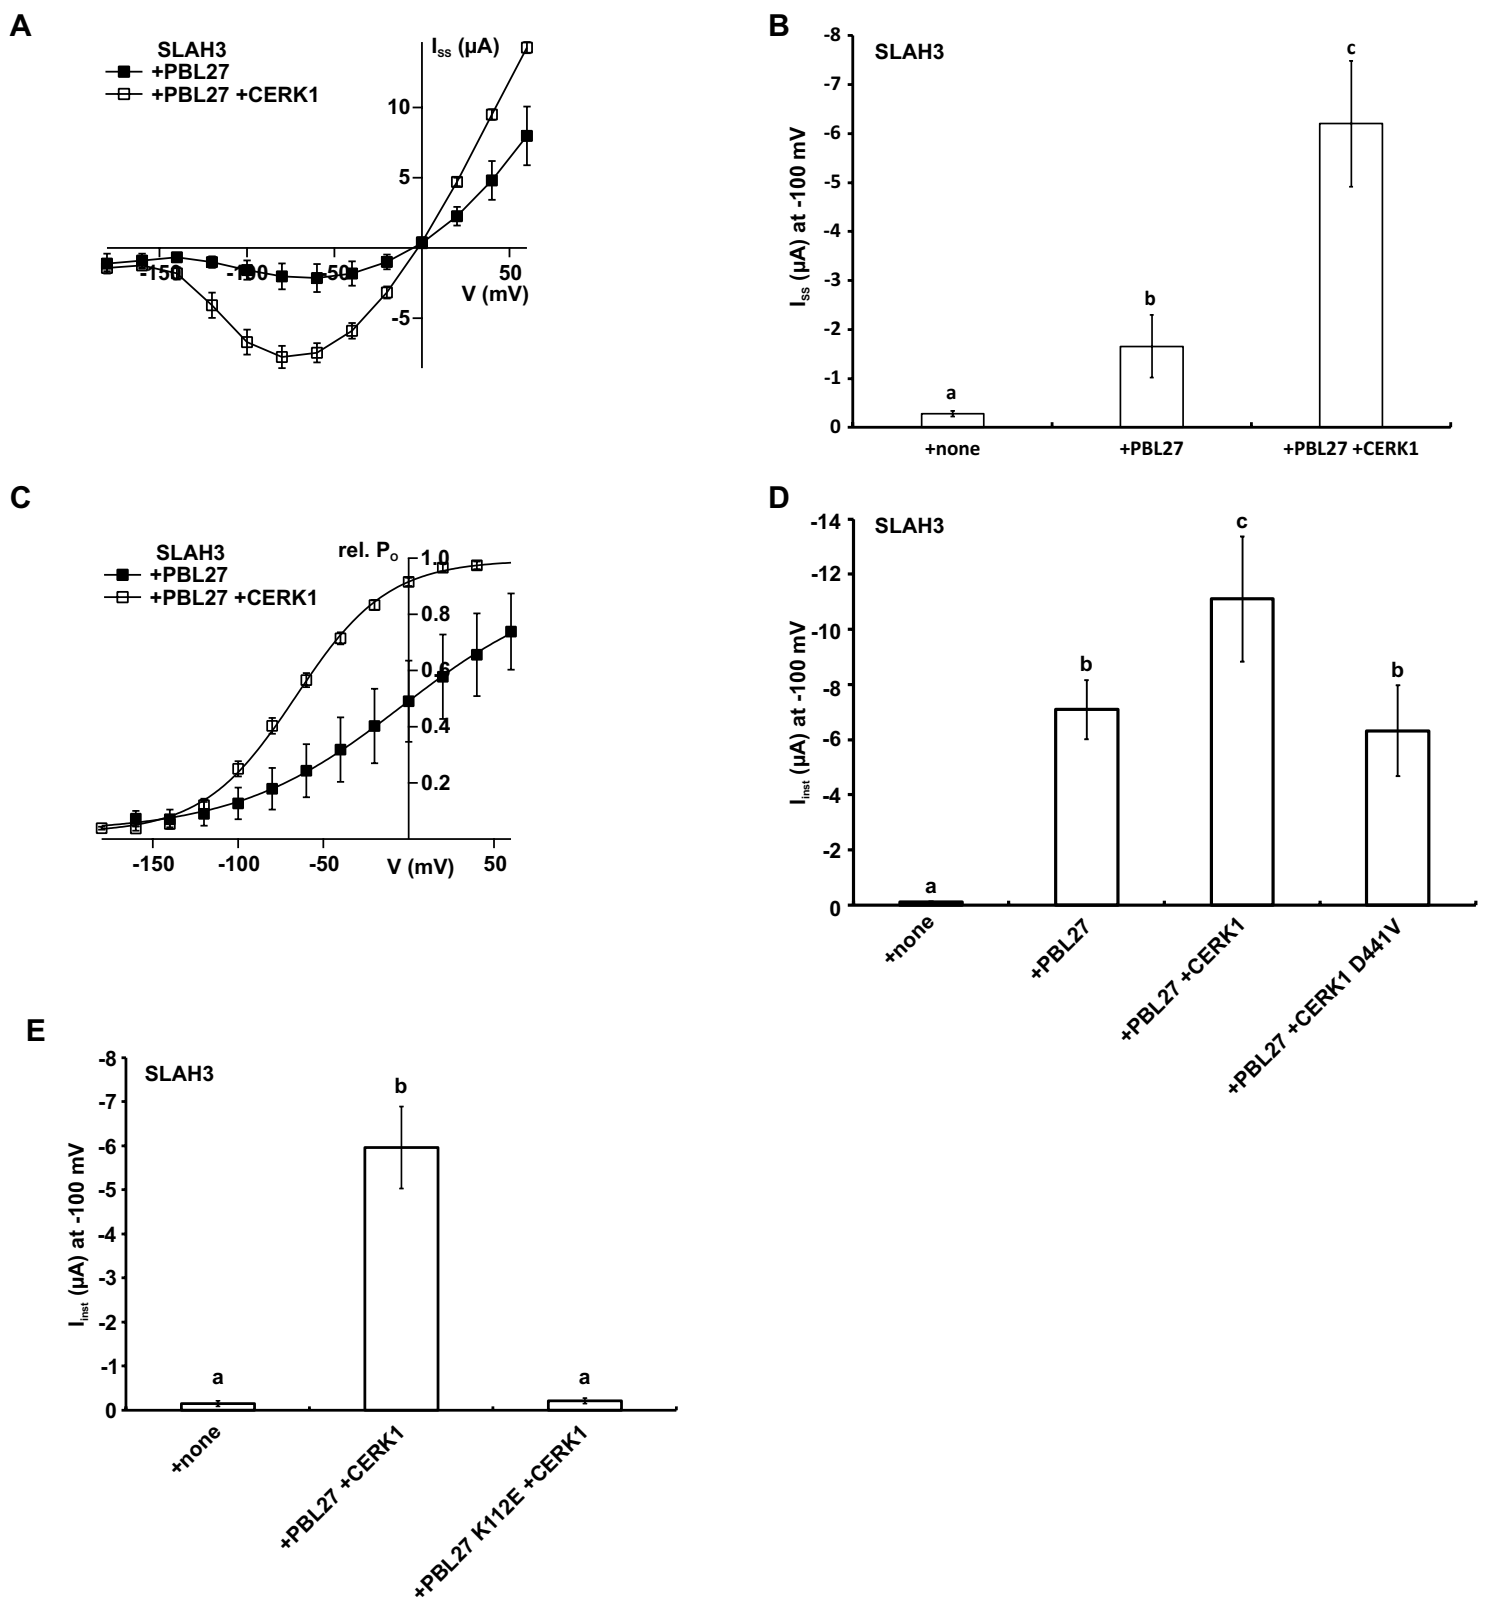 A
SLAH3
+PBL27
+PBL27 +CERK1
Iss (µA)
10
5
-5
-150
-100
-50
50
V (mV)
B
SLAH3
Iss (µA) at -100 mV
-8
-7
-6
-5
-4
-3
-2
-1
0
a
b
c
+none
+PBL27
+PBL27 +CERK1
C
SLAH3
+PBL27
+PBL27 +CERK1
rel. Po
1.0
0.8
0.6
0.4
0.2
-150
-100
-50
50
V (mV)
D
SLAH3
Iinst (µA) at -100 mV
-14
-12
-10
-8
-6
-4
-2
0
a
b
c
b
+none
+PBL27
+PBL27 +CERK1
+PBL27 +CERK1 D441V
E
SLAH3
Iinst (µA) at -100 mV
-8
-7
-6
-5
-4
-3
-2
-1
0
a
b
a
+none
+PBL27 +CERK1
+PBL27 K112E +CERK1